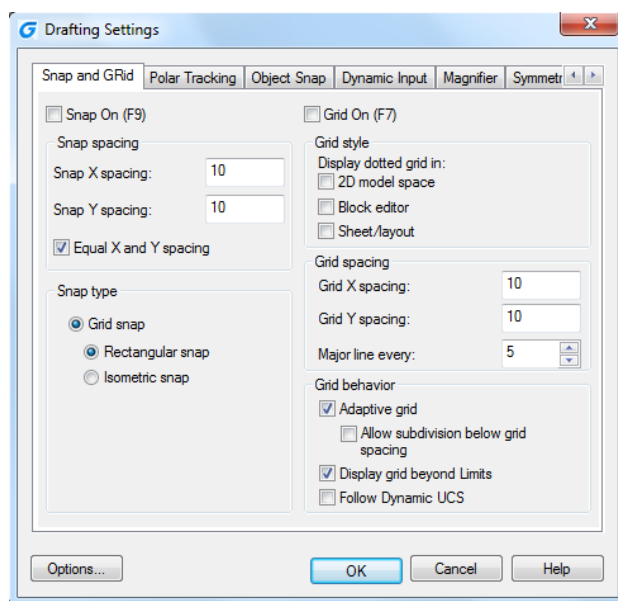 Drafting Settings
Snap and GRid Polar Tracking Object Snap Dynamic Input Magnifier Symmetr
Snap On (F9)
Snap spacing
Snap X spacing: 10
Snap Y spacing: 10
Equal X and Y spacing
Snap type
Grid snap
Rectangular snap
Isometric snap
Grid On (F7)
Grid style
Display dotted grid in:
2D model space
Block editor
Sheet/layout
Grid spacing
Grid X spacing: 10
Grid Y spacing: 10
Major line every: 5
Grid behavior
Adaptive grid
Allow subdivision below grid
spacing
Display grid beyond Limits
Follow Dynamic UCS
Options... OK Cancel Help